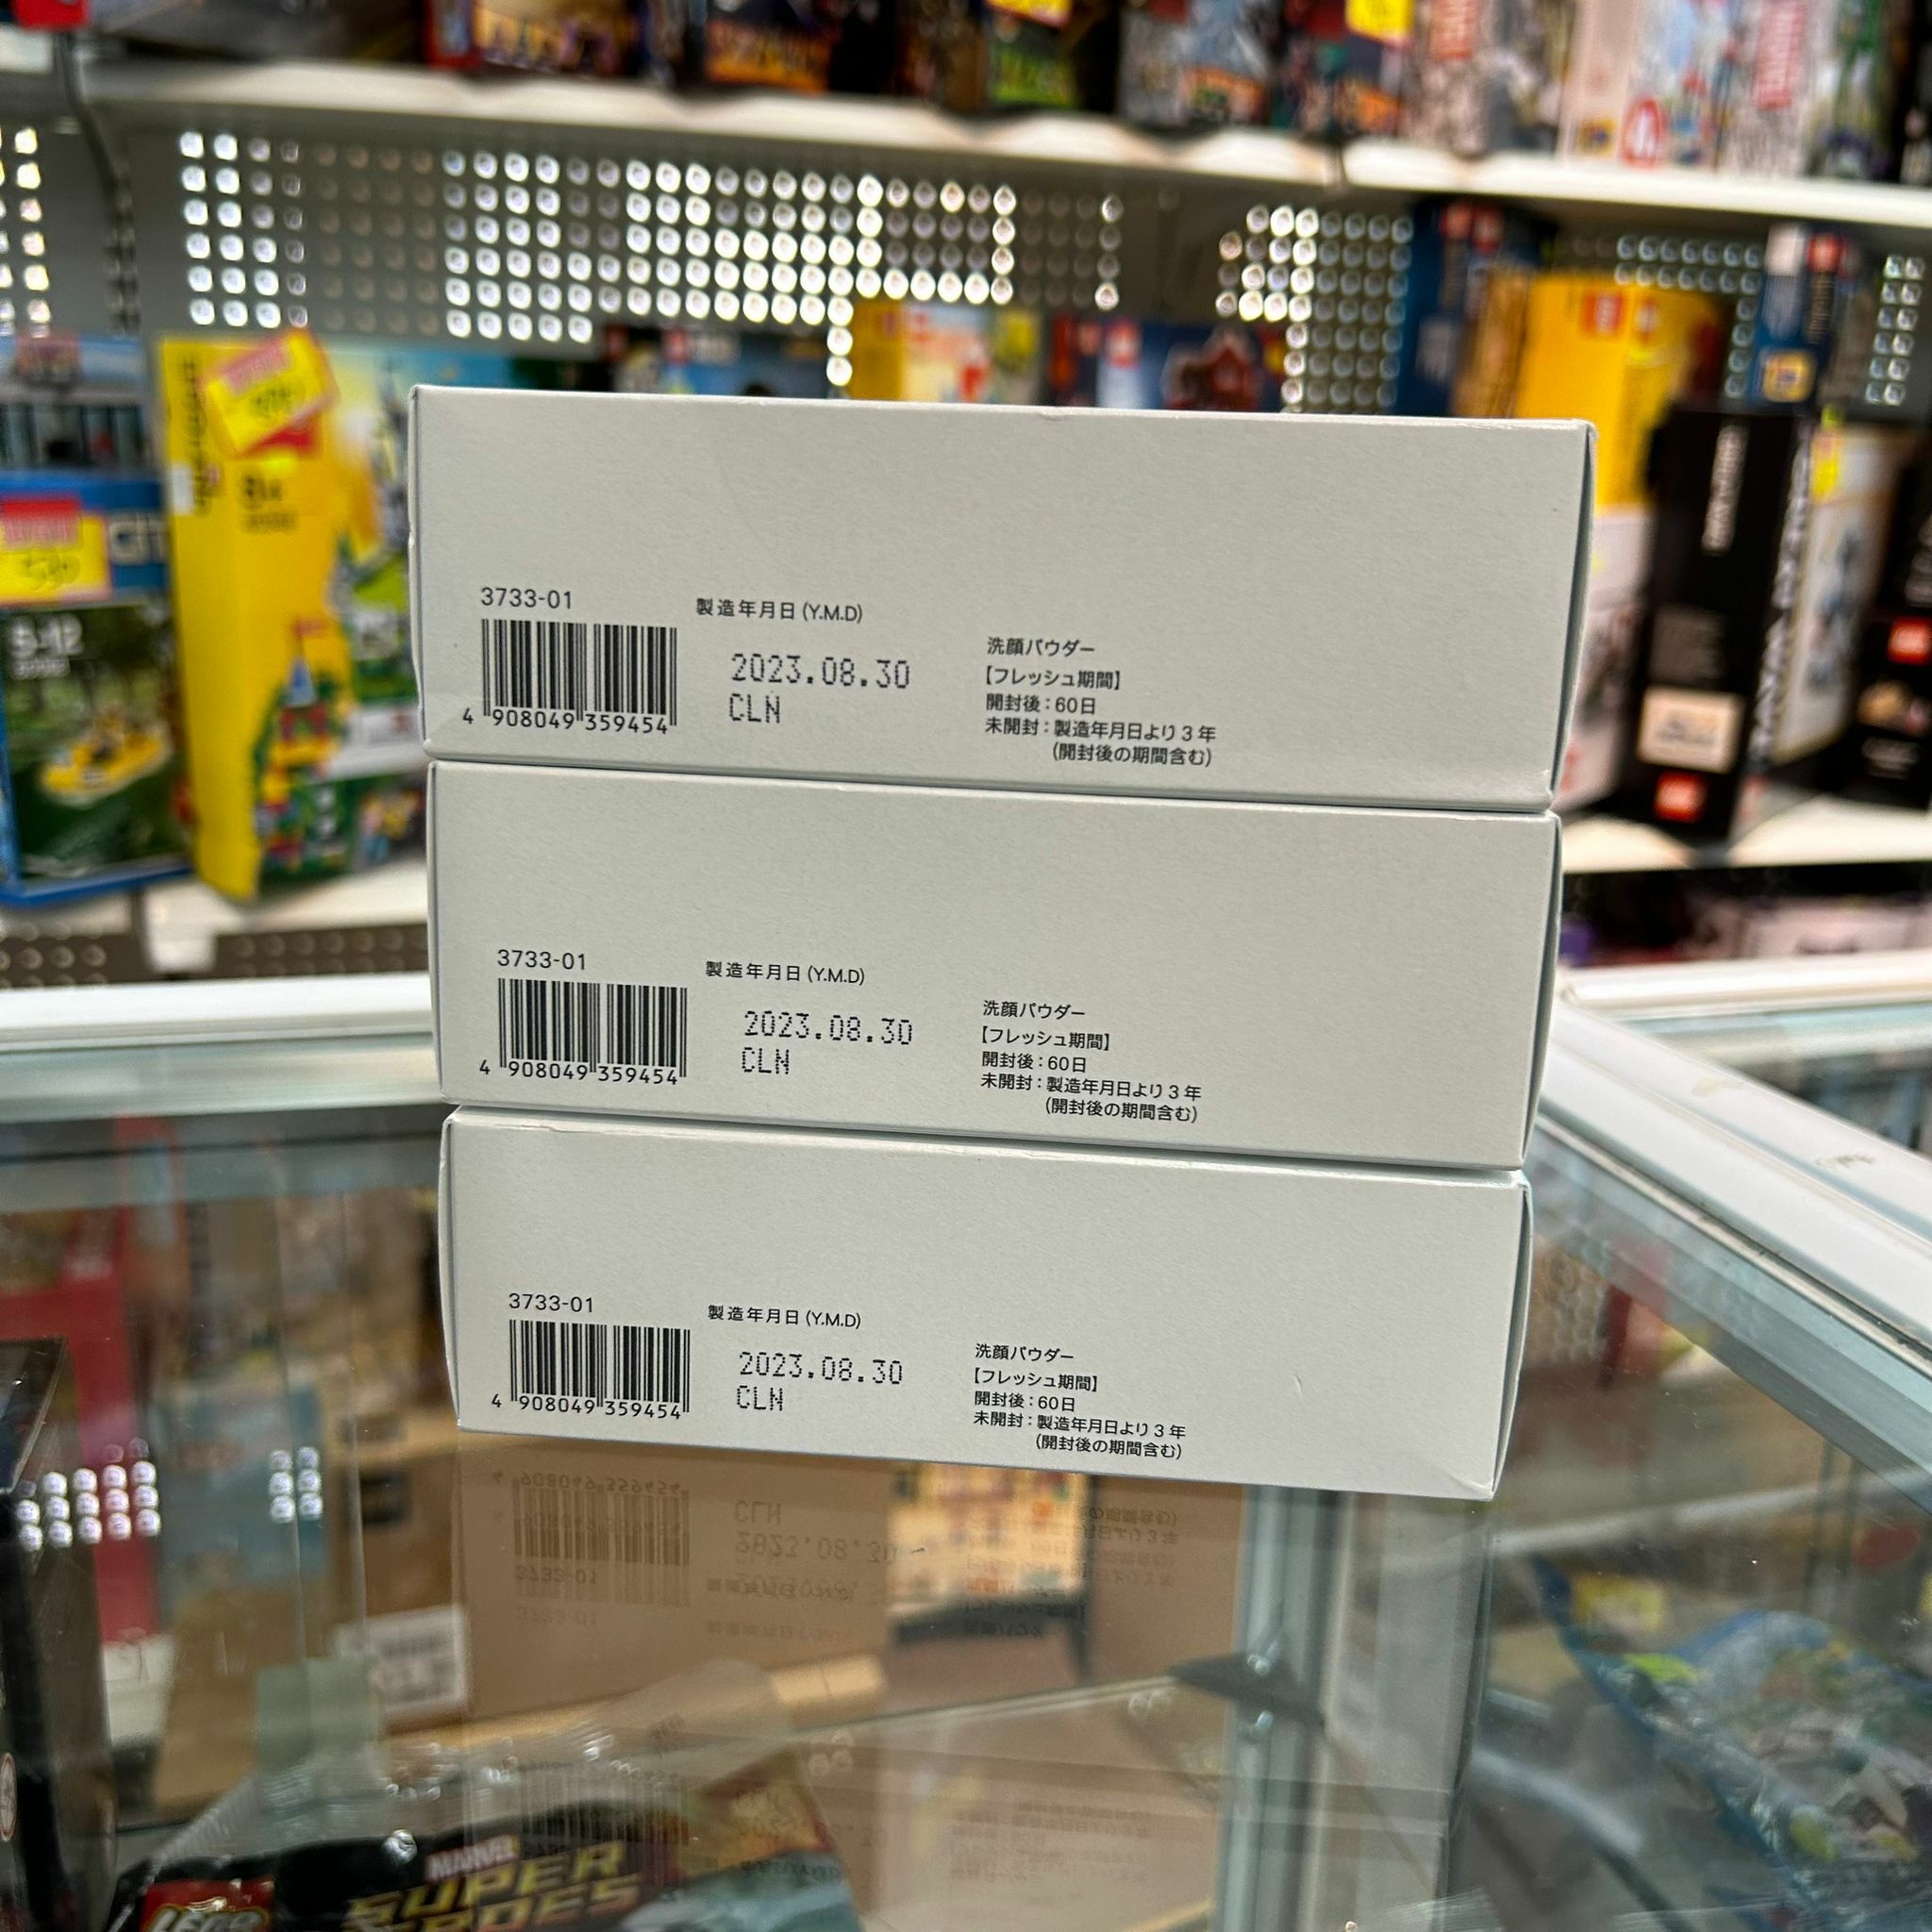 3733-01
製造年月日 (Y.M.D)
2023.08.30
CLN
4 908049 359454
洗顔パウダー
【フレッシュ期間】
開封後：60日
未開封：製造年月日より3年
(開封後の期間含む)
3733-01
製造年月日 (Y.M.D)
2023.08.30
CLN
4 908049 359454
洗顔パウダー
【フレッシュ期間】
開封後：60日
未開封：製造年月日より3年
(開封後の期間含む)
3733-01
製造年月日 (Y.M.D)
2023.08.30
CLN
4 908049 359454
洗顔パウダー
【フレッシュ期間】
開封後：60日
未開封：製造年月日より3年
(開封後の期間含む)
5-12
MARVEL
SUPER
HEROES
LEGO